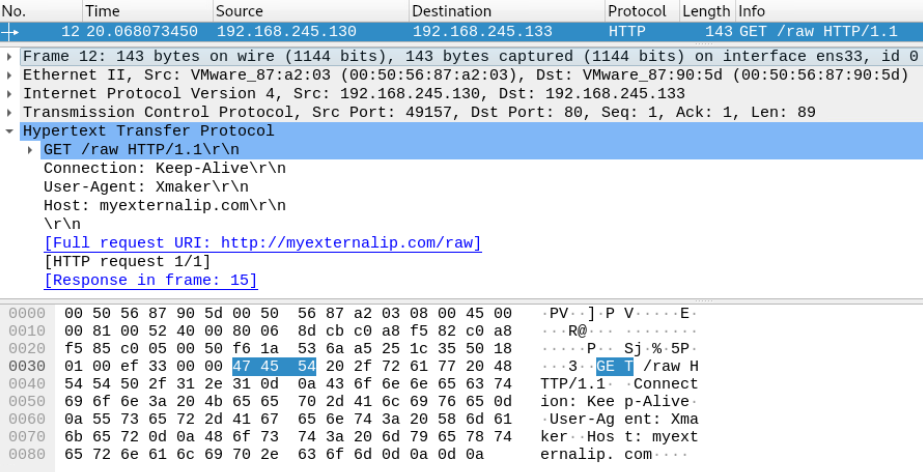 No. Time Source Destination Protocol Length Info
12 20.068073450 192.168.245.130 192.168.245.133 HTTP 143 GET /raw HTTP/1.1
Frame 12: 143 bytes on wire (1144 bits), 143 bytes captured (1144 bits) on interface ens33, id 0
Ethernet II, Src: VMware_87:a2:03 (00:50:56:87:a2:03), Dst: VMware_87:90:5d (00:50:56:87:90:5d)
Internet Protocol Version 4, Src: 192.168.245.130, Dst: 192.168.245.133
Transmission Control Protocol, Src Port: 49157, Dst Port: 80, Seq: 1, Ack: 1, Len: 89
Hypertext Transfer Protocol
GET /raw HTTP/1.1\r\n
Connection: Keep-Alive\r\n
User-Agent: Xmaker\r\n
Host: myexternalip.com\r\n
\r\n
[Full request URI: http://myexternalip.com/raw]
[HTTP request 1/1]
[Response in frame: 15]
0000 00 50 56 87 90 5d 00 50 56 87 a2 03 08 00 45 00 ·PV··]·P V·····E·
0010 00 81 00 52 40 00 80 06 8d cb c0 a8 f5 82 c0 a8 ···R@··· ········
0020 f5 85 c0 05 00 50 f6 1a 53 6a a5 25 1c 35 50 18 ·····P·· Sj·%·5P·
0030 01 00 ef 33 00 00 47 45 54 20 2f 72 61 77 20 48 ···3··GE T /raw H
0040 54 54 50 2f 31 2e 31 0d 0a 43 6f 6e 6e 65 63 74 TTP/1.1· ·Connect
0050 69 6f 6e 3a 20 4b 65 65 70 2d 41 6c 69 76 65 0d ion: Kee p-Alive·
0060 0a 55 73 65 72 2d 41 67 65 6e 74 3a 20 58 6d 61 ·User-Ag ent: Xma
0070 6b 65 72 0d 0a 48 6f 73 74 3a 20 6d 79 65 78 74 ker··Hos t: myext
0080 65 72 6e 61 6c 69 70 2e 63 6f 6d 0d 0a 0d 0a ernalip. com····